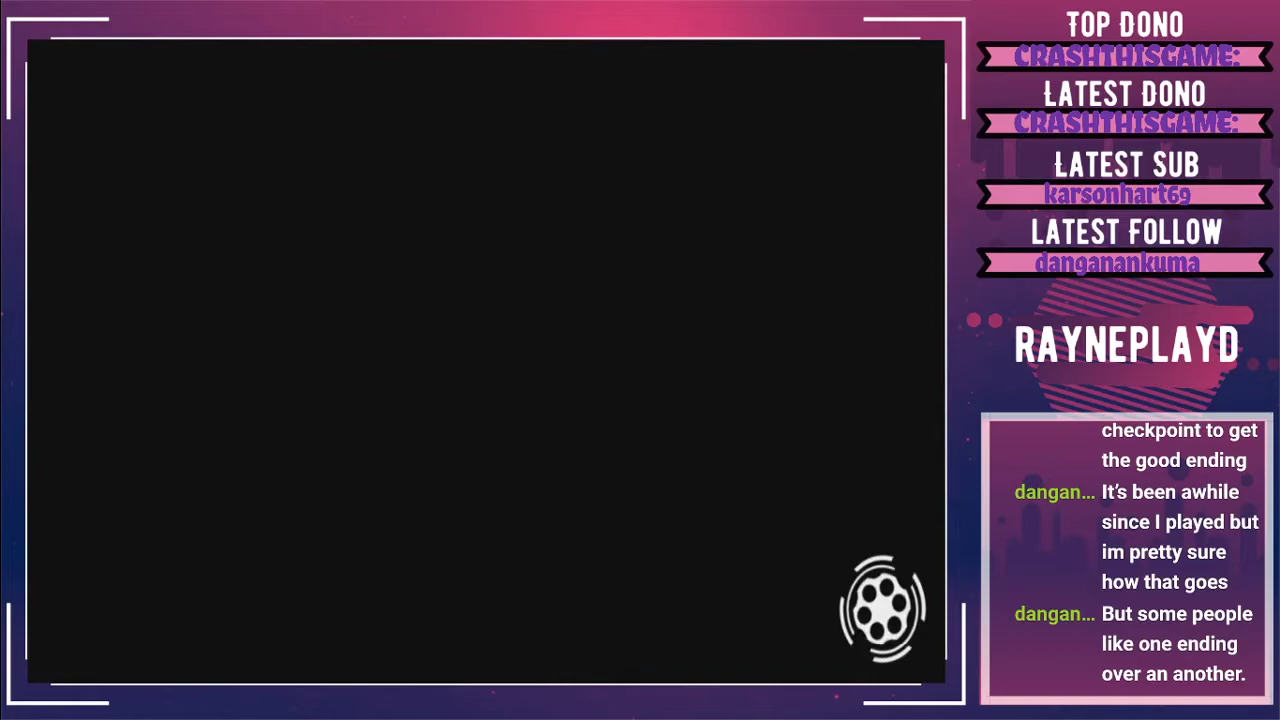 TOP DONO
CRASHTHISGAME:
LATEST DONO
CRASHTHISGAME:
LATEST SUB
karsonhart69
LATEST FOLLOW
danganankuma
RAYNEPLAYD
checkpoint to get
the good ending
dangan… It's been awhile
since I played but
im pretty sure
how that goes
dangan… But some people
like one ending
over an another.